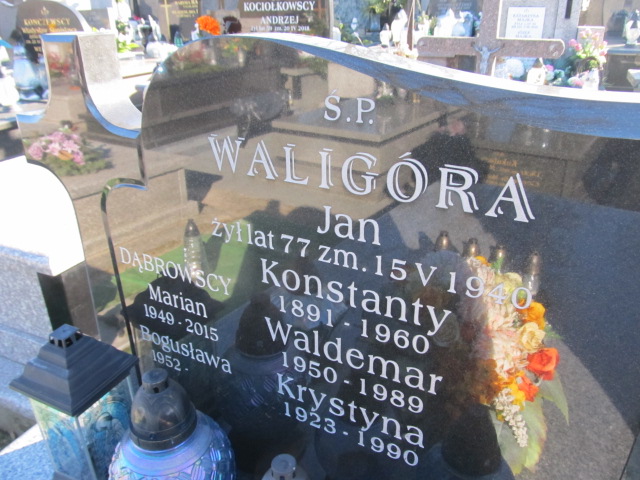 KOCIOŁKOWSCY
ANDRZEJ
Ś.P.
WALIGÓRA
Jan
żył lat 77 zm. 15 V 1940
Konstanty
1891 - 1960
Waldemar
1950 - 1989
Krystyna
1923 - 1990
DĄBROWSCY
Marian
1949 - 2015
Bogusława
1952 -